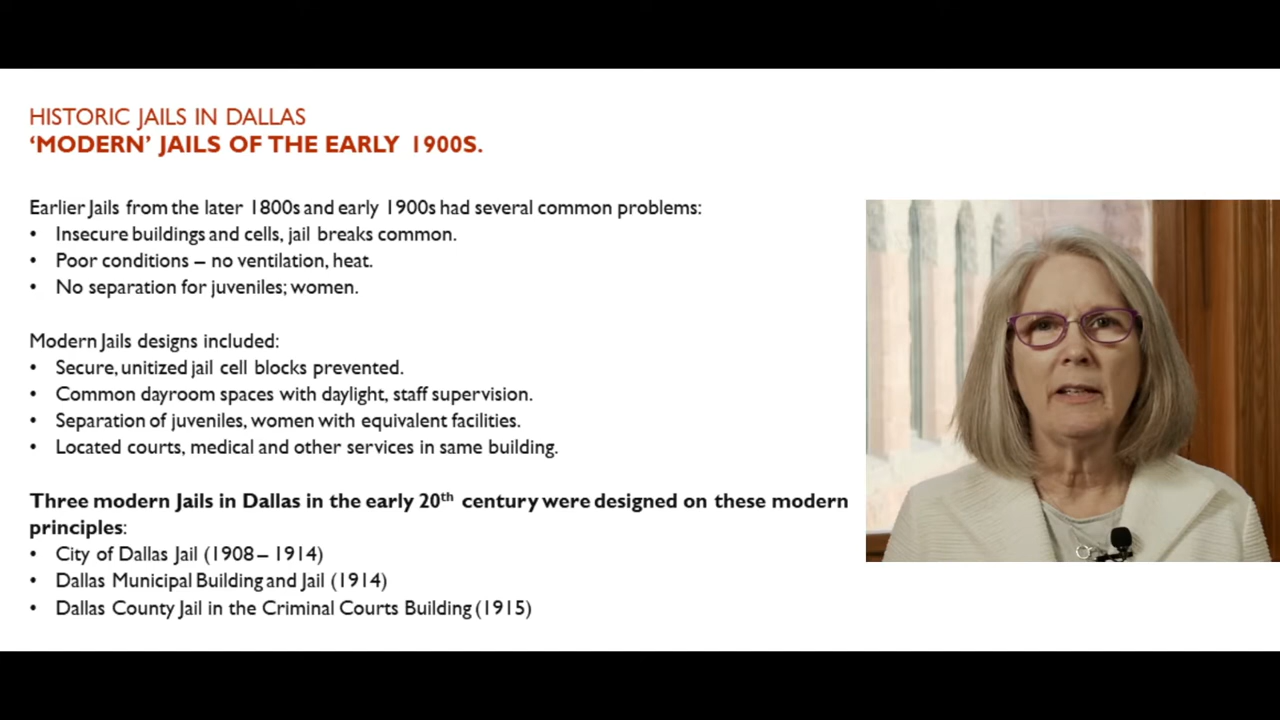 HISTORIC JAILS IN DALLAS
‘MODERN’ JAILS OF THE EARLY 1900S.
Earlier Jails from the later 1800s and early 1900s had several common problems:
• Insecure buildings and cells, jail breaks common.
• Poor conditions – no ventilation, heat.
• No separation for juveniles; women.
Modern Jails designs included:
• Secure, unitized jail cell blocks prevented.
• Common dayroom spaces with daylight, staff supervision.
• Separation of juveniles, women with equivalent facilities.
• Located courts, medical and other services in same building.
Three modern Jails in Dallas in the early 20th century were designed on these modern
principles:
• City of Dallas Jail (1908 – 1914)
• Dallas Municipal Building and Jail (1914)
• Dallas County Jail in the Criminal Courts Building (1915)